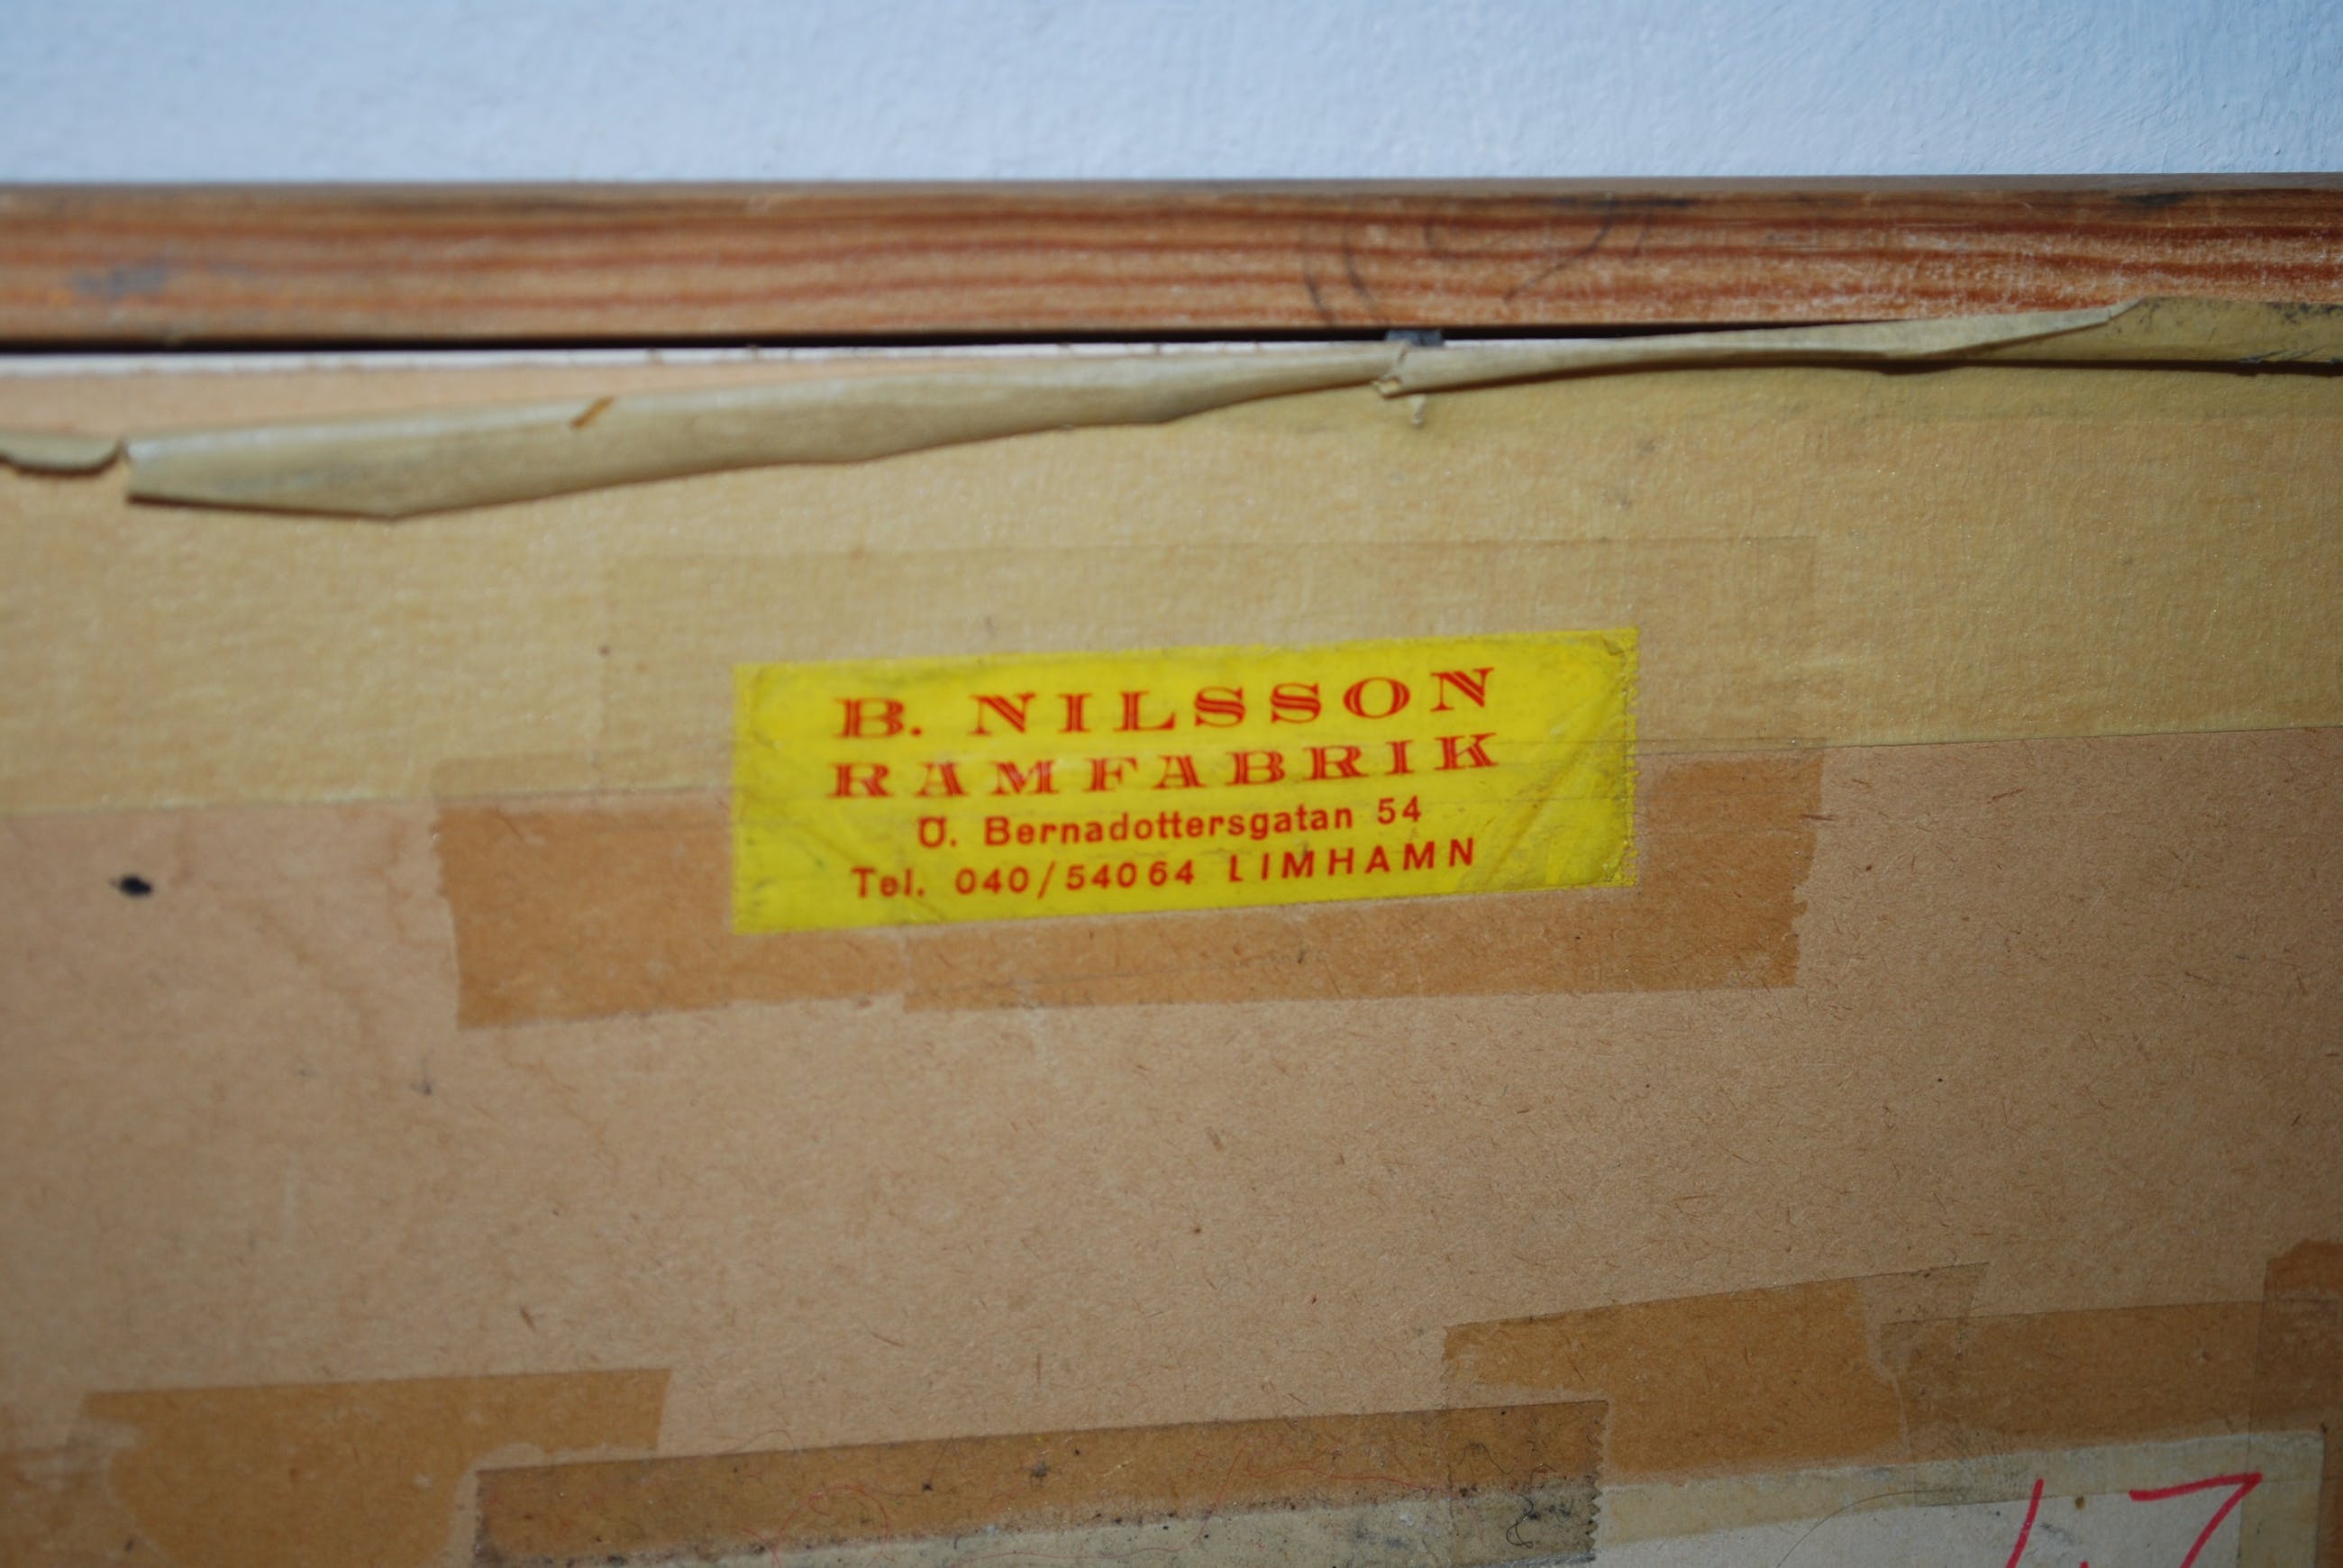 B. NILSSON
RAMFABRIK
Ö. Bernadottersgatan 54
Tel. 040/54064 LIMHAMN